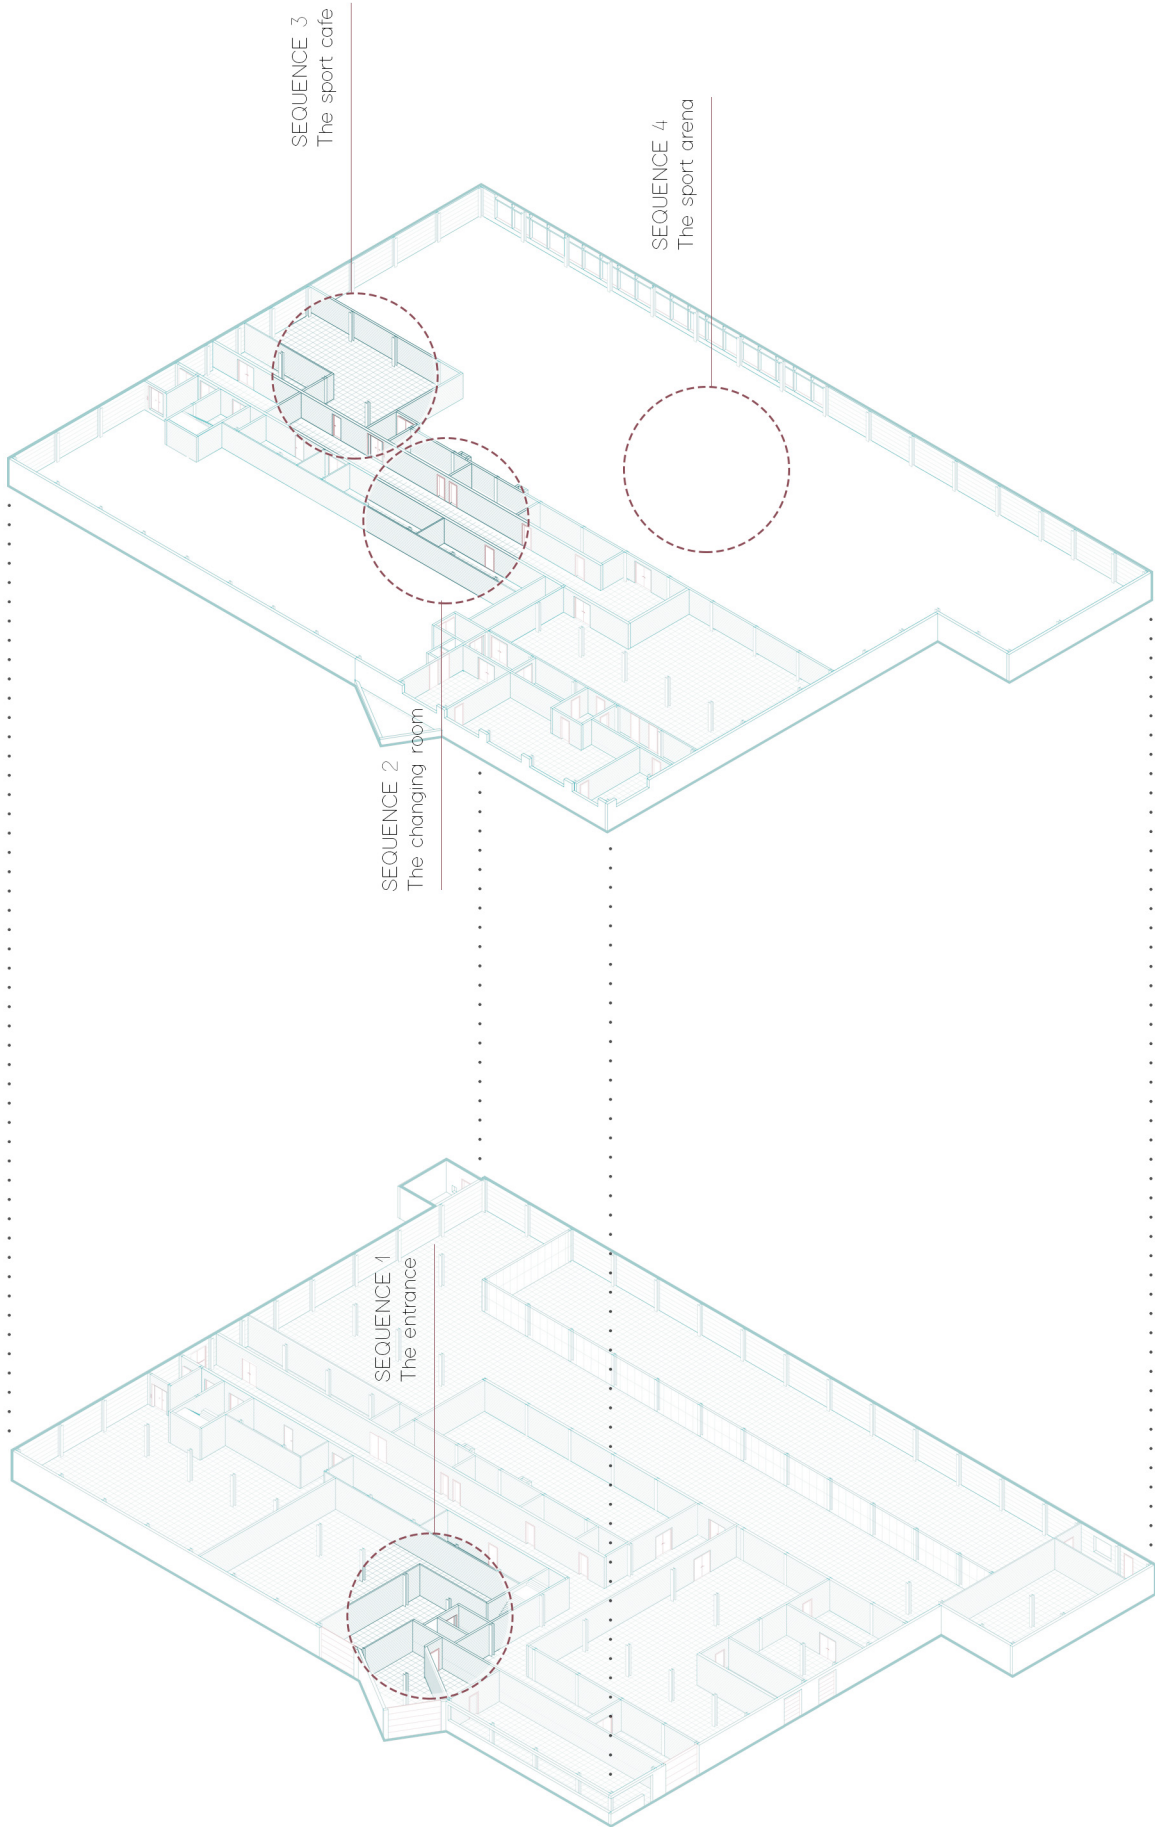 SEQUENCE 3
The sport cafe
SEQUENCE 4
The sport arena
SEQUENCE 2
The changing room
SEQUENCE 1
The entrance